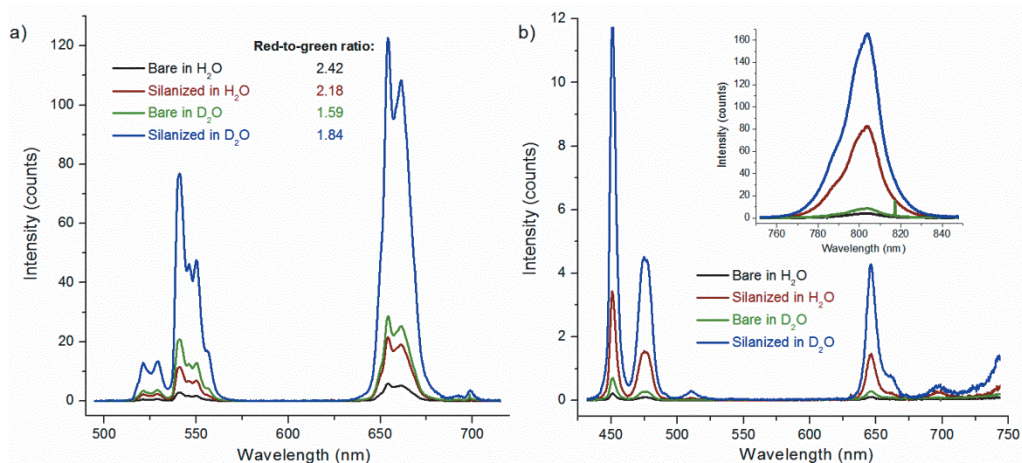 a)
Red-to-green ratio:
Bare in H₂O 2.42
Silanized in H₂O 2.18
Bare in D₂O 1.59
Silanized in D₂O 1.84
120
100
80
60
40
20
0
Intensity (counts)
500 550 600 650 700
Wavelength (nm)
b)
12
10
8
6
4
2
0
Intensity (counts)
160
140
120
100
80
60
40
20
0
Intensity (counts)
760 780 800 820 840
Wavelength (nm)
Bare in H₂O
Silanized in H₂O
Bare in D₂O
Silanized in D₂O
450 500 550 600 650 700 750
Wavelength (nm)